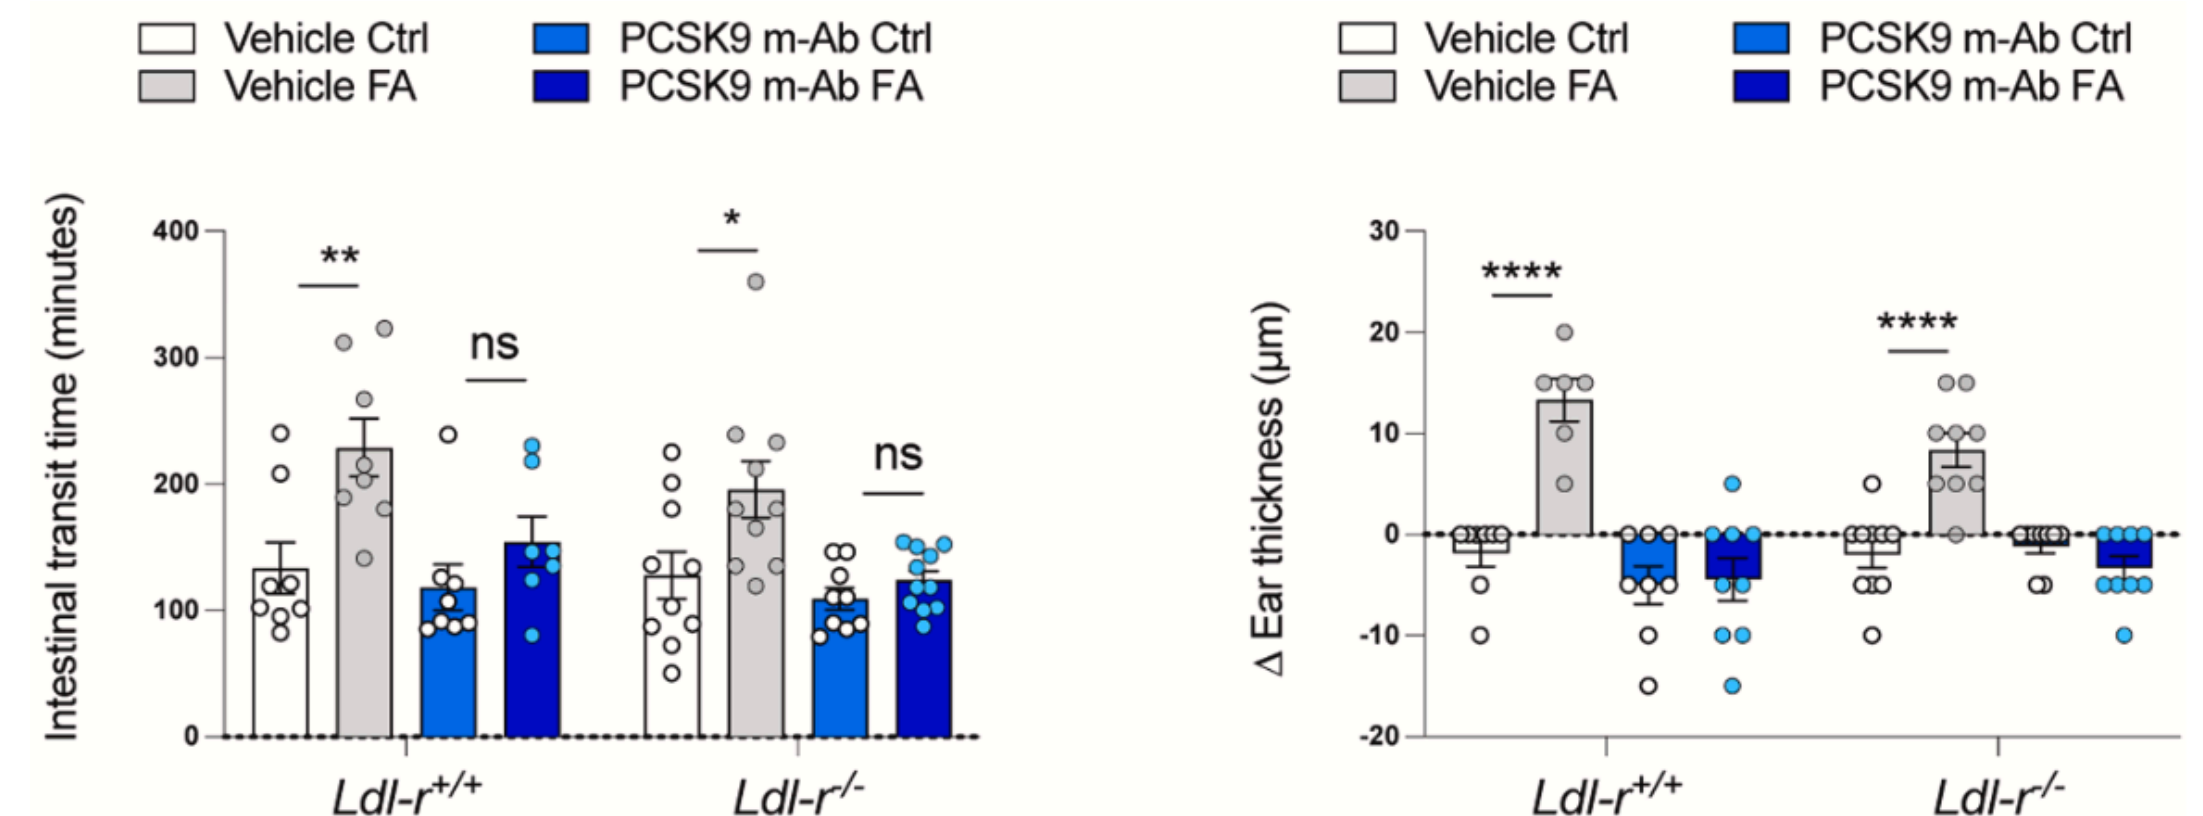 Vehicle Ctrl PCSK9 m-Ab Ctrl
Vehicle FA PCSK9 m-Ab FA
Intestinal transit time (minutes)
400
300
200
100
0
**
ns
*
ns
Ldl-r+/+ Ldl-r-/-
Vehicle Ctrl PCSK9 m-Ab Ctrl
Vehicle FA PCSK9 m-Ab FA
Δ Ear thickness (µm)
30
20
10
0
-10
-20
****
****
Ldl-r+/+ Ldl-r-/-